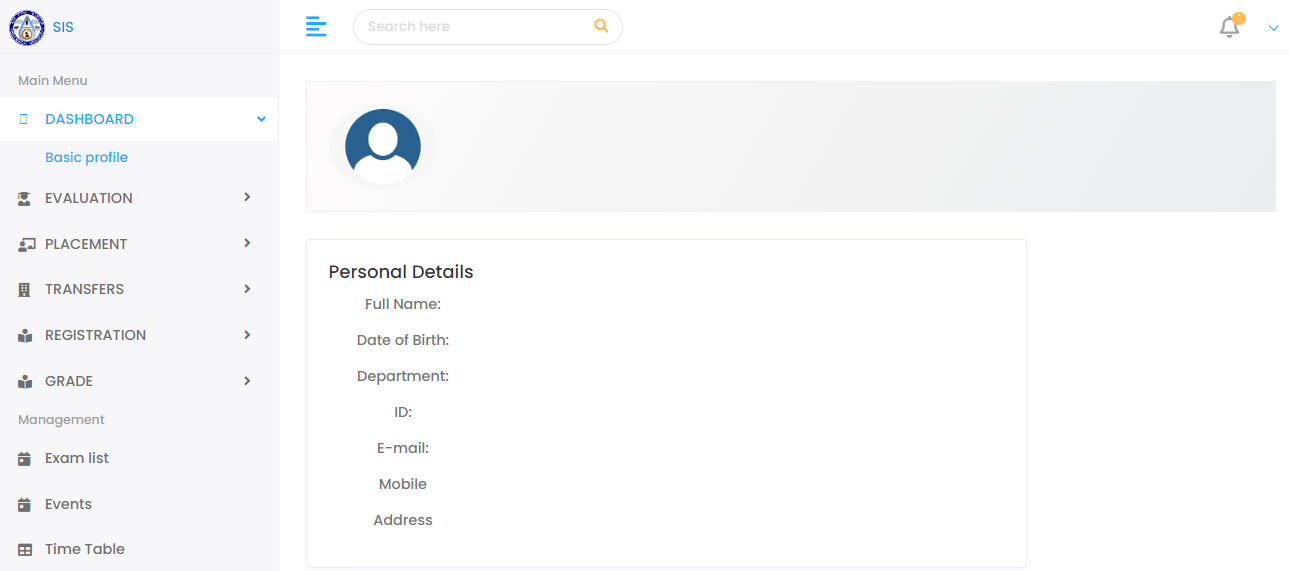 SIS
Search here
Main Menu
DASHBOARD
Basic profile
EVALUATION
PLACEMENT
TRANSFERS
REGISTRATION
GRADE
Management
Exam list
Events
Time Table
Personal Details
Full Name:
Date of Birth:
Department:
ID:
E-mail:
Mobile
Address